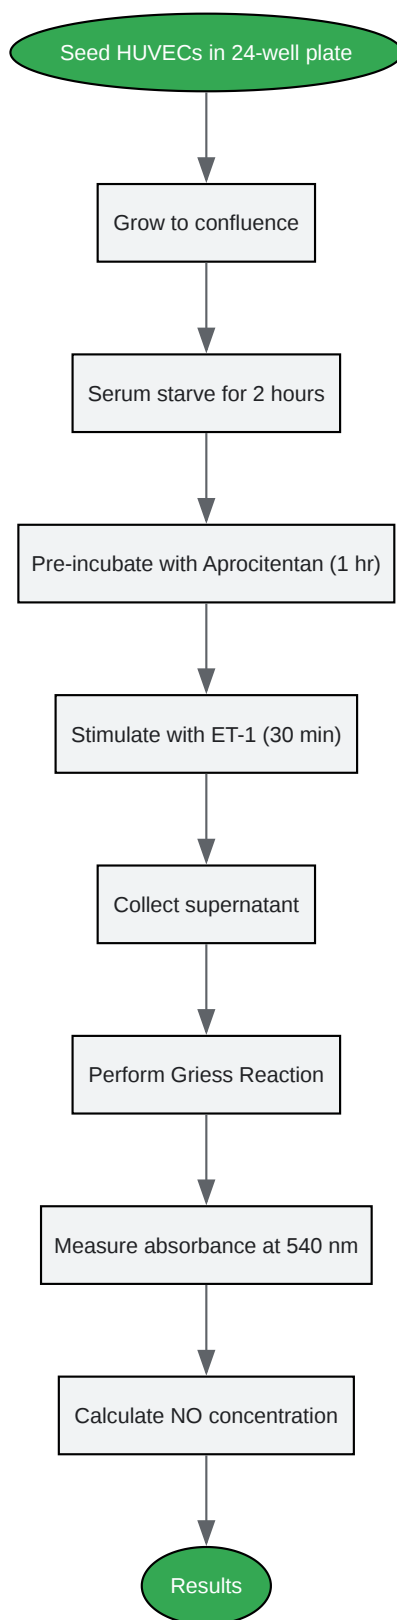 Seed HUVECs in 24-well plate
Grow to confluence
Serum starve for 2 hours
Pre-incubate with Aprocitentan (1 hr)
Stimulate with ET-1 (30 min)
Collect supernatant
Perform Griess Reaction
Measure absorbance at 540 nm
Calculate NO concentration
Results